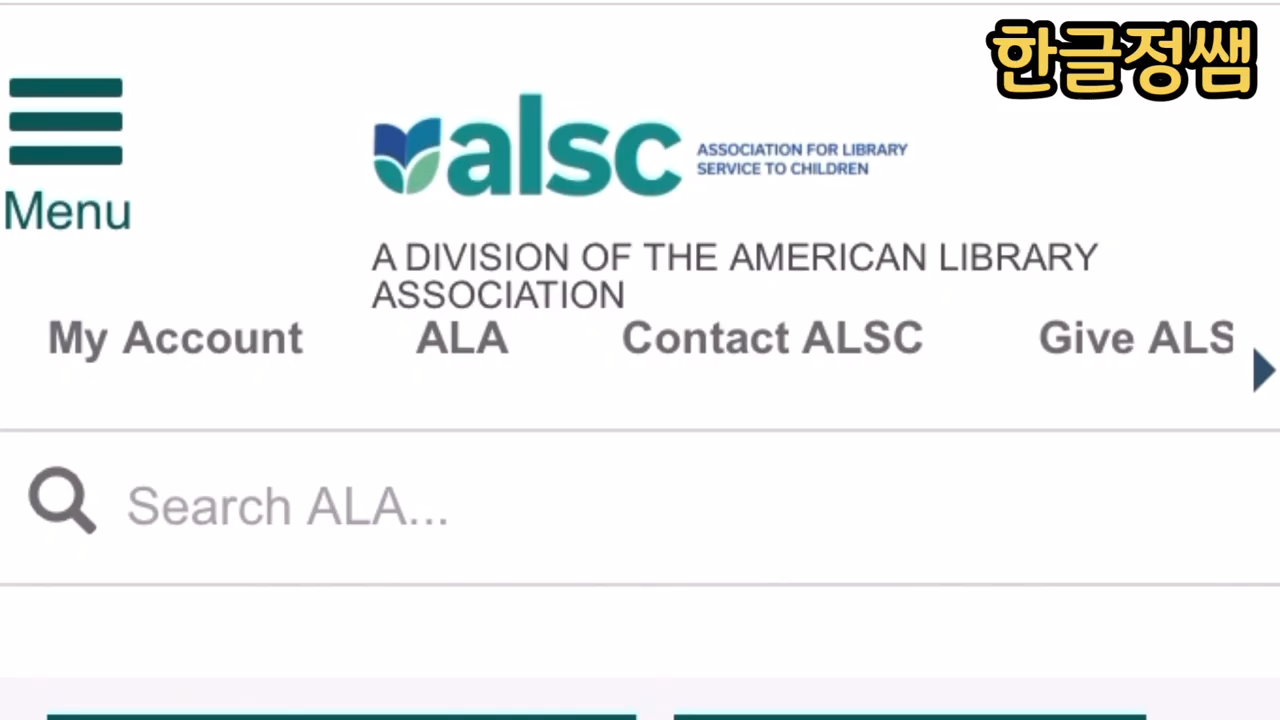 한글정쌤
Menu
alsc
ASSOCIATION FOR LIBRARY
SERVICE TO CHILDREN
A DIVISION OF THE AMERICAN LIBRARY
ASSOCIATION
My Account ALA Contact ALSC Give ALS
Search ALA...